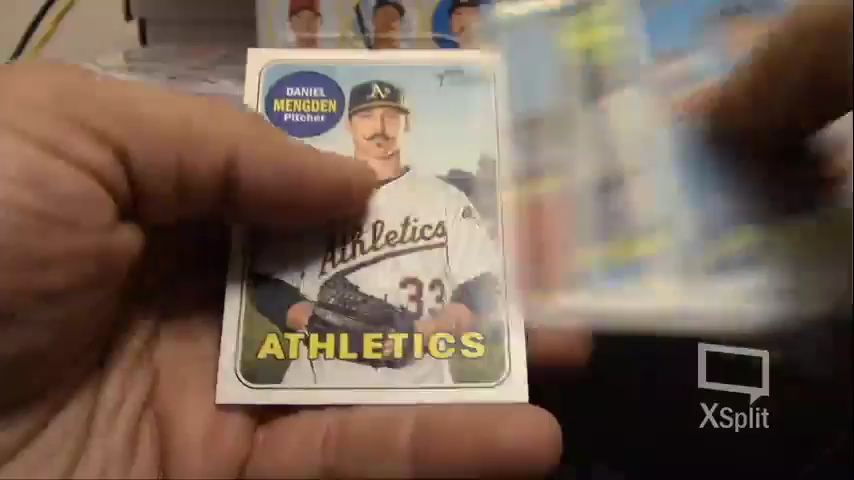 DANIEL
MENGDEN
Pitcher
A's
Athletics
33
ATHLETICS
XSplit